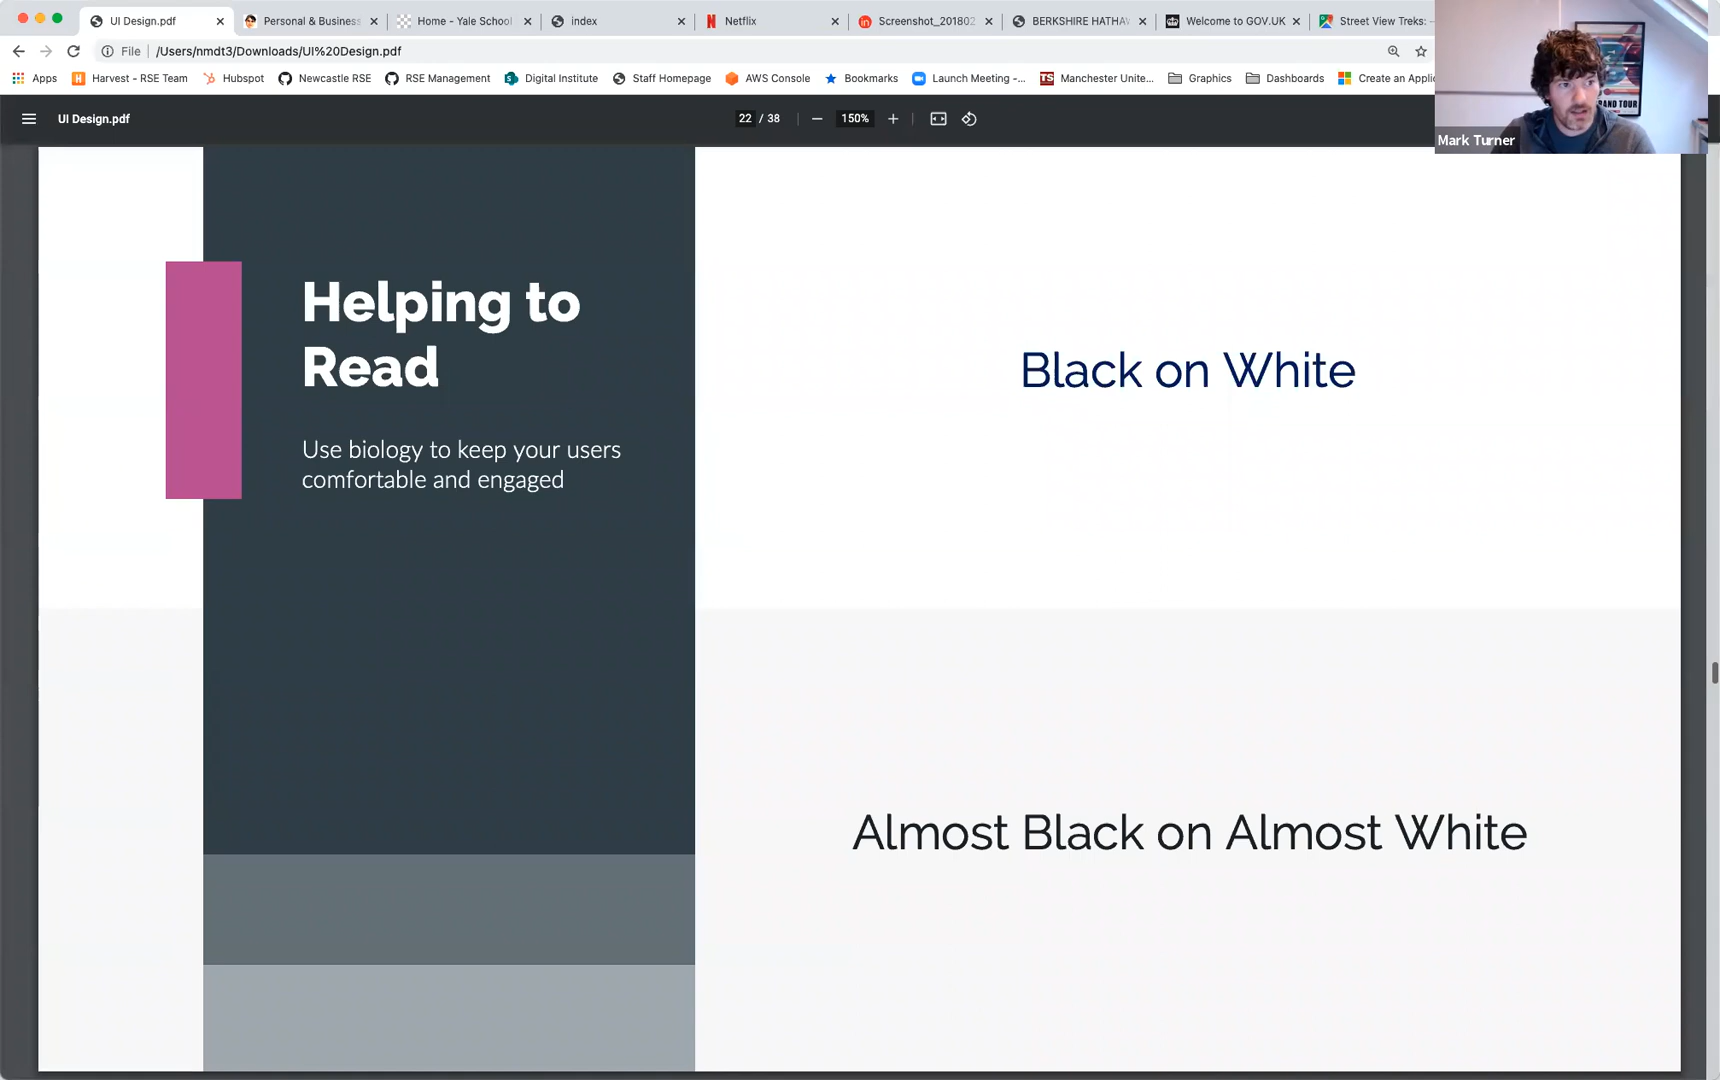 UI Design.pdf
Personal & Business
Home - Yale School
index
Netflix
Screenshot_201802
BERKSHIRE HATHAW
Welcome to GOV.UK
Street View Treks:
File
/Users/nmdt3/Downloads/UI%20Design.pdf
Apps
Harvest - RSE Team
Hubspot
Newcastle RSE
RSE Management
Digital Institute
Staff Homepage
AWS Console
Bookmarks
Launch Meeting -...
Manchester Unite...
Graphics
Dashboards
Create an Appli
UI Design.pdf
22 / 38
150%
RAND TOUR
Mark Turner
Helping to
Read
Use biology to keep your users
comfortable and engaged
Black on White
Almost Black on Almost White